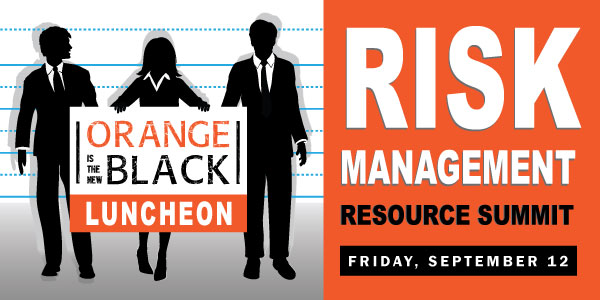 ORANGE
IS THE NEW
BLACK
LUNCHEON
RISK
MANAGEMENT
RESOURCE SUMMIT
FRIDAY, SEPTEMBER 12